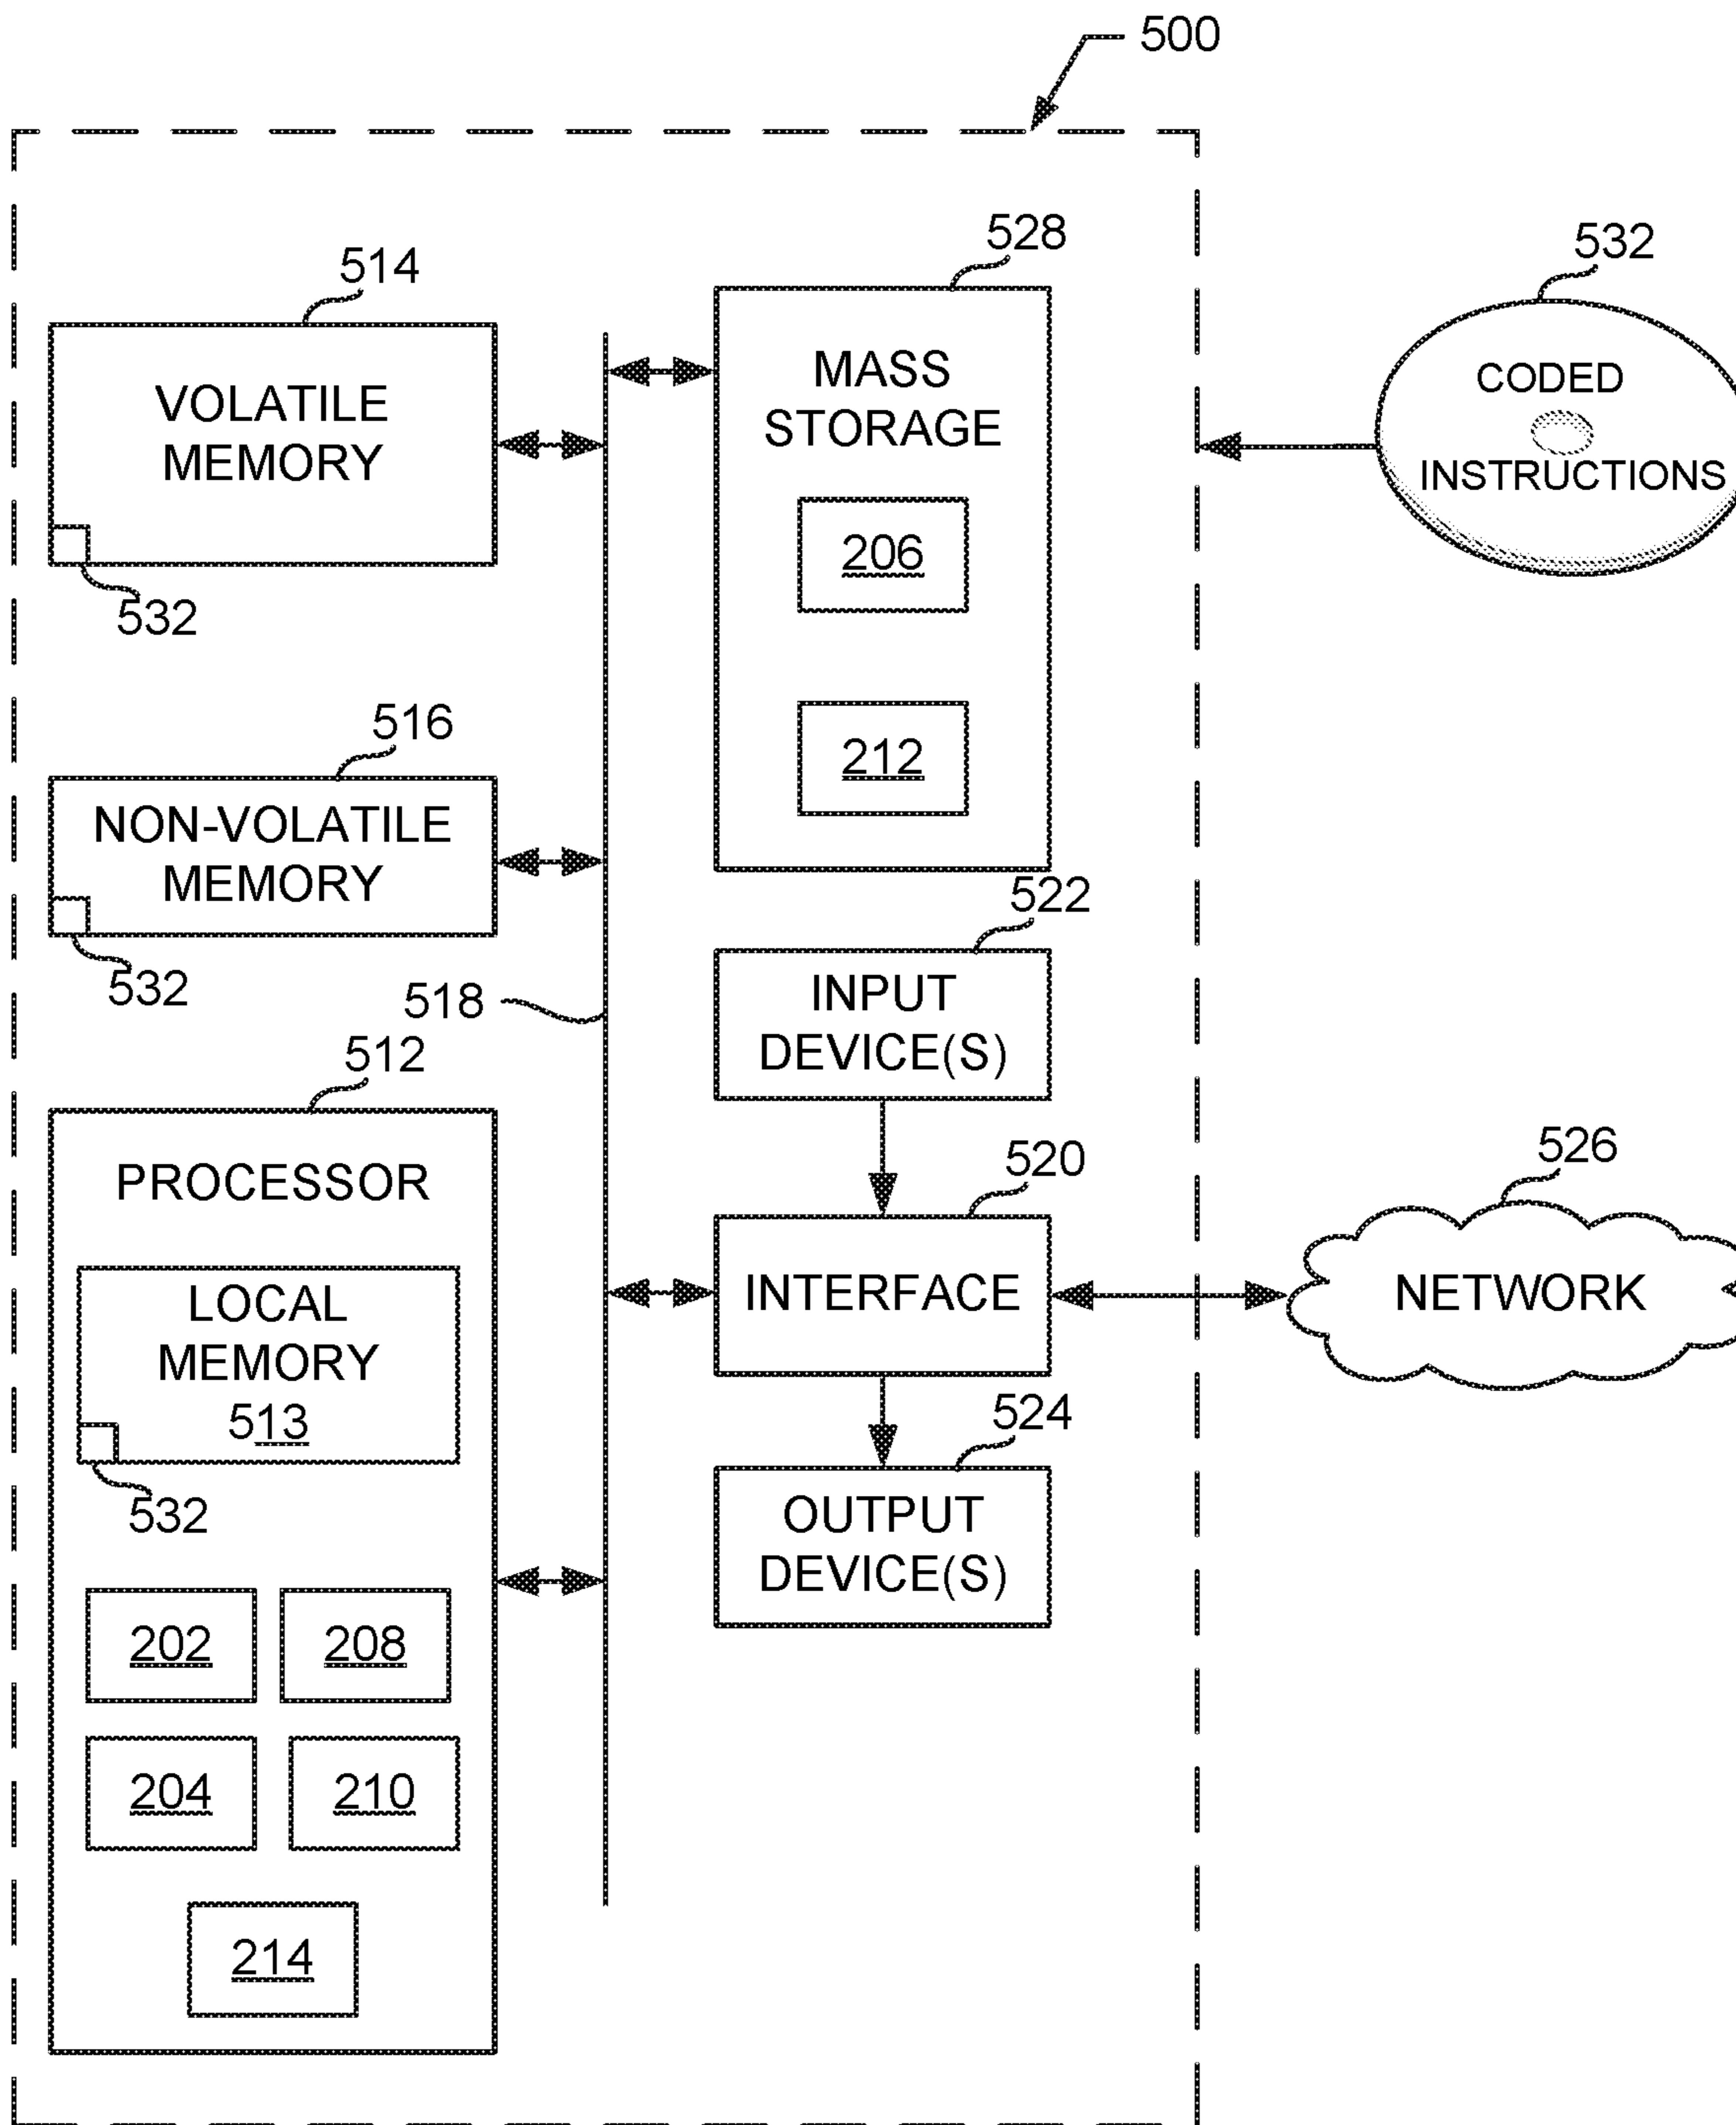 500
514
VOLATILE
MEMORY
532
528
MASS
STORAGE
206
212
532
CODED
INSTRUCTIONS
516
NON-VOLATILE
MEMORY
532
518
522
INPUT
DEVICE(S)
512
PROCESSOR
LOCAL
MEMORY
513
532
202
208
204
210
214
520
INTERFACE
526
NETWORK
524
OUTPUT
DEVICE(S)